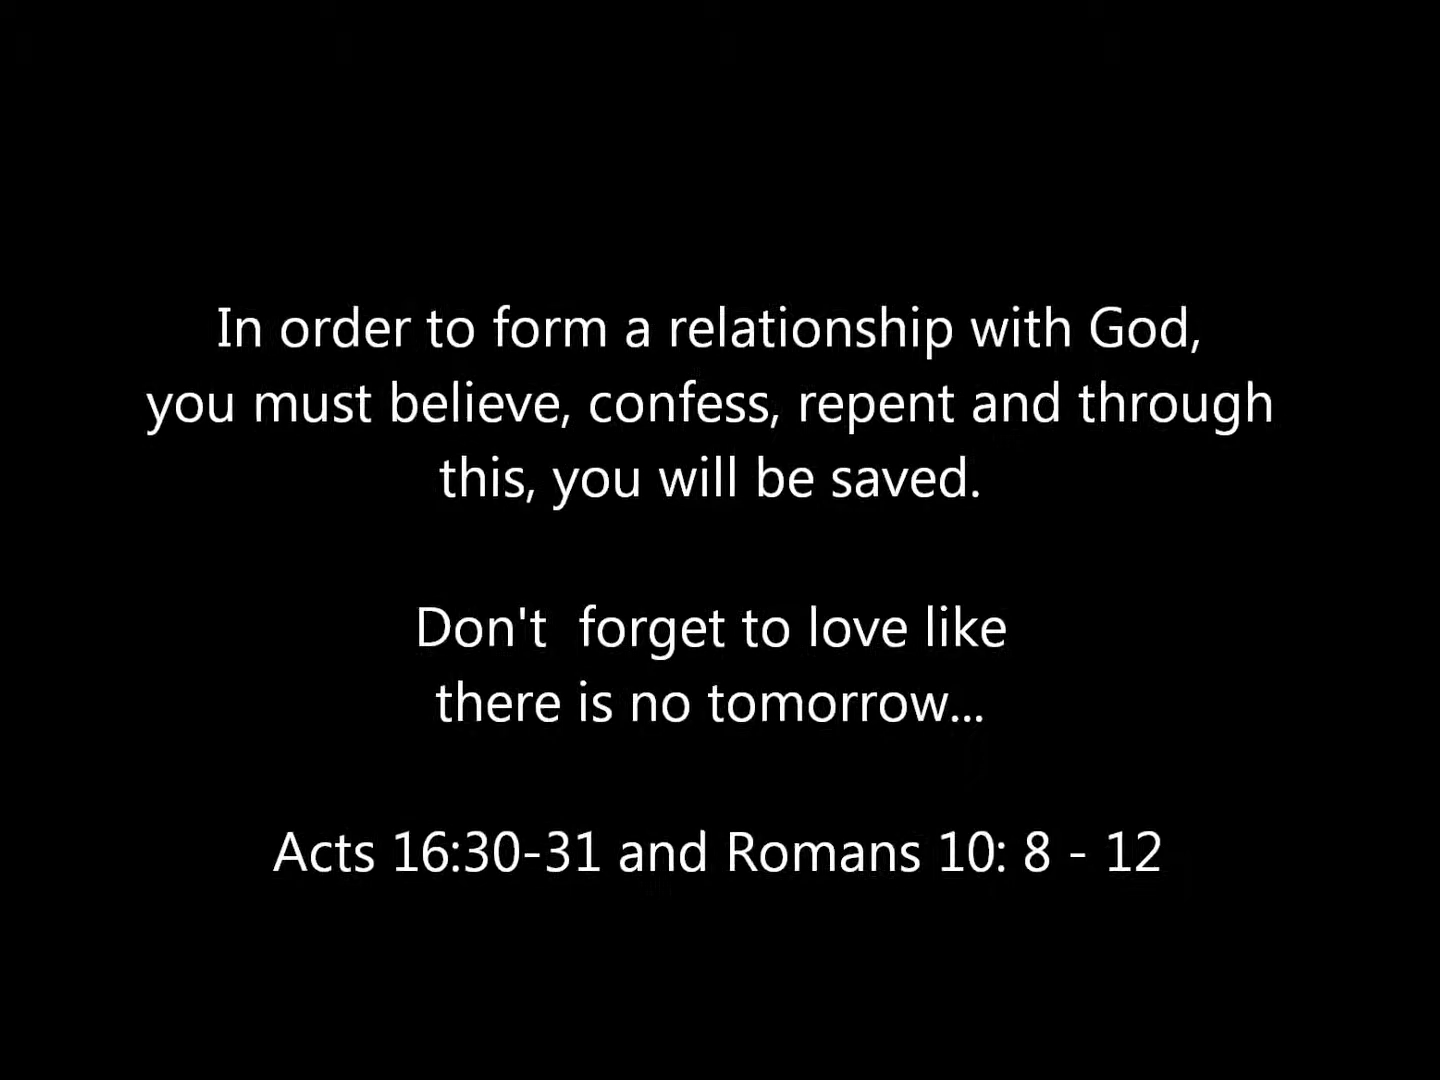 In order to form a relationship with God,
you must believe, confess, repent and through
this, you will be saved.
Don't  forget to love like
there is no tomorrow...
Acts 16:30-31 and Romans 10: 8 - 12